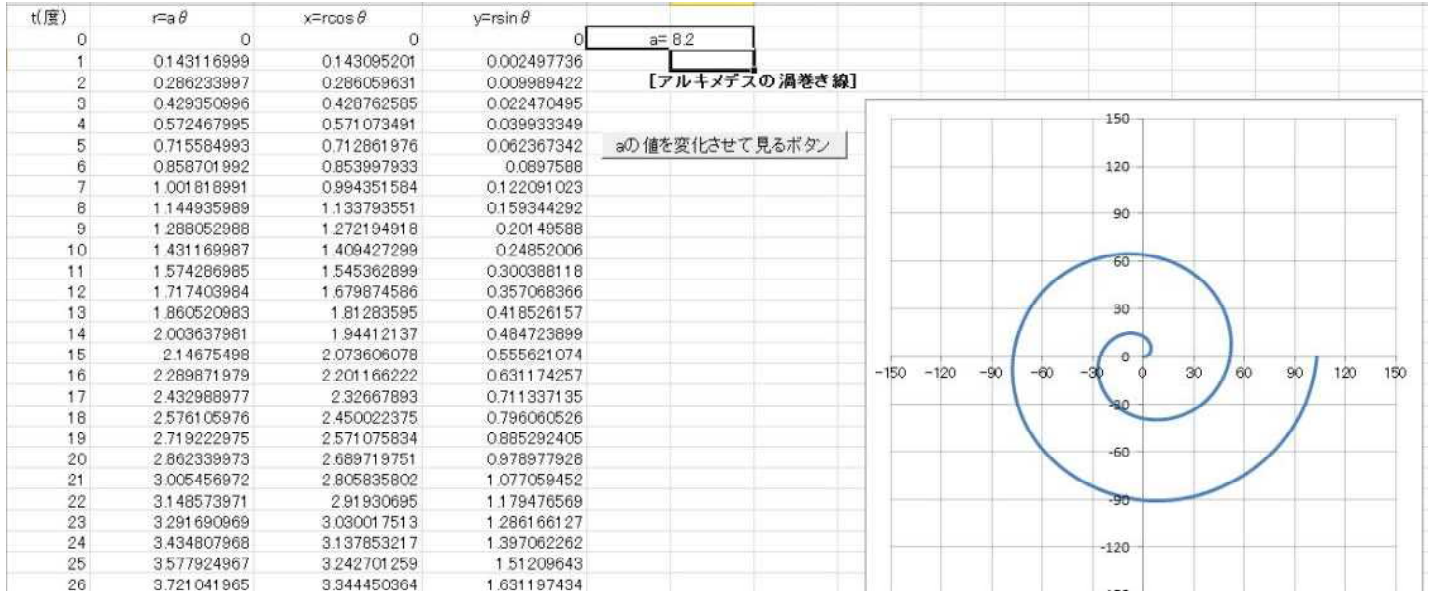 t(度) r=aθ x=rcosθ y=rsinθ
0 0 0 0 a= 8.2
1 0.143116999 0.143095201 0.002497736
2 0.286233997 0.286059631 0.009989422 [アルキメデスの渦巻き線]
3 0.429350996 0.428762585 0.022470495
4 0.572467995 0.571073491 0.039933349
5 0.715584993 0.712861976 0.062367342 aの値を変化させて見るボタン
6 0.858701992 0.853997933 0.0897588
7 1.001818991 0.994351584 0.122091023
8 1.144935989 1.133793551 0.159344292
9 1.288052988 1.272194918 0.20149588
10 1.431169987 1.409427299 0.24852006
11 1.574286985 1.545362899 0.300388118
12 1.717403984 1.679874586 0.357068366
13 1.860520983 1.81283595 0.418526157
14 2.003637981 1.94412137 0.484723899
15 2.14675498 2.073606078 0.555621074
16 2.289871979 2.201166222 0.631174257
17 2.432988977 2.32667893 0.711337135
18 2.576105976 2.450022375 0.796060526
19 2.719222975 2.571075834 0.885292405
20 2.862339973 2.689719751 0.978977928
21 3.005456972 2.805835802 1.077059452
22 3.148573971 2.91930695 1.179476569
23 3.291690969 3.030017513 1.286166127
24 3.434807968 3.137853217 1.397062262
25 3.577924967 3.242701259 1.51209643
26 3.721041965 3.344450364 1.631197434
150
120
90
60
30
0
-150 -120 -90 -60 -30 0 30 60 90 120 150
-30
-60
-90
-120